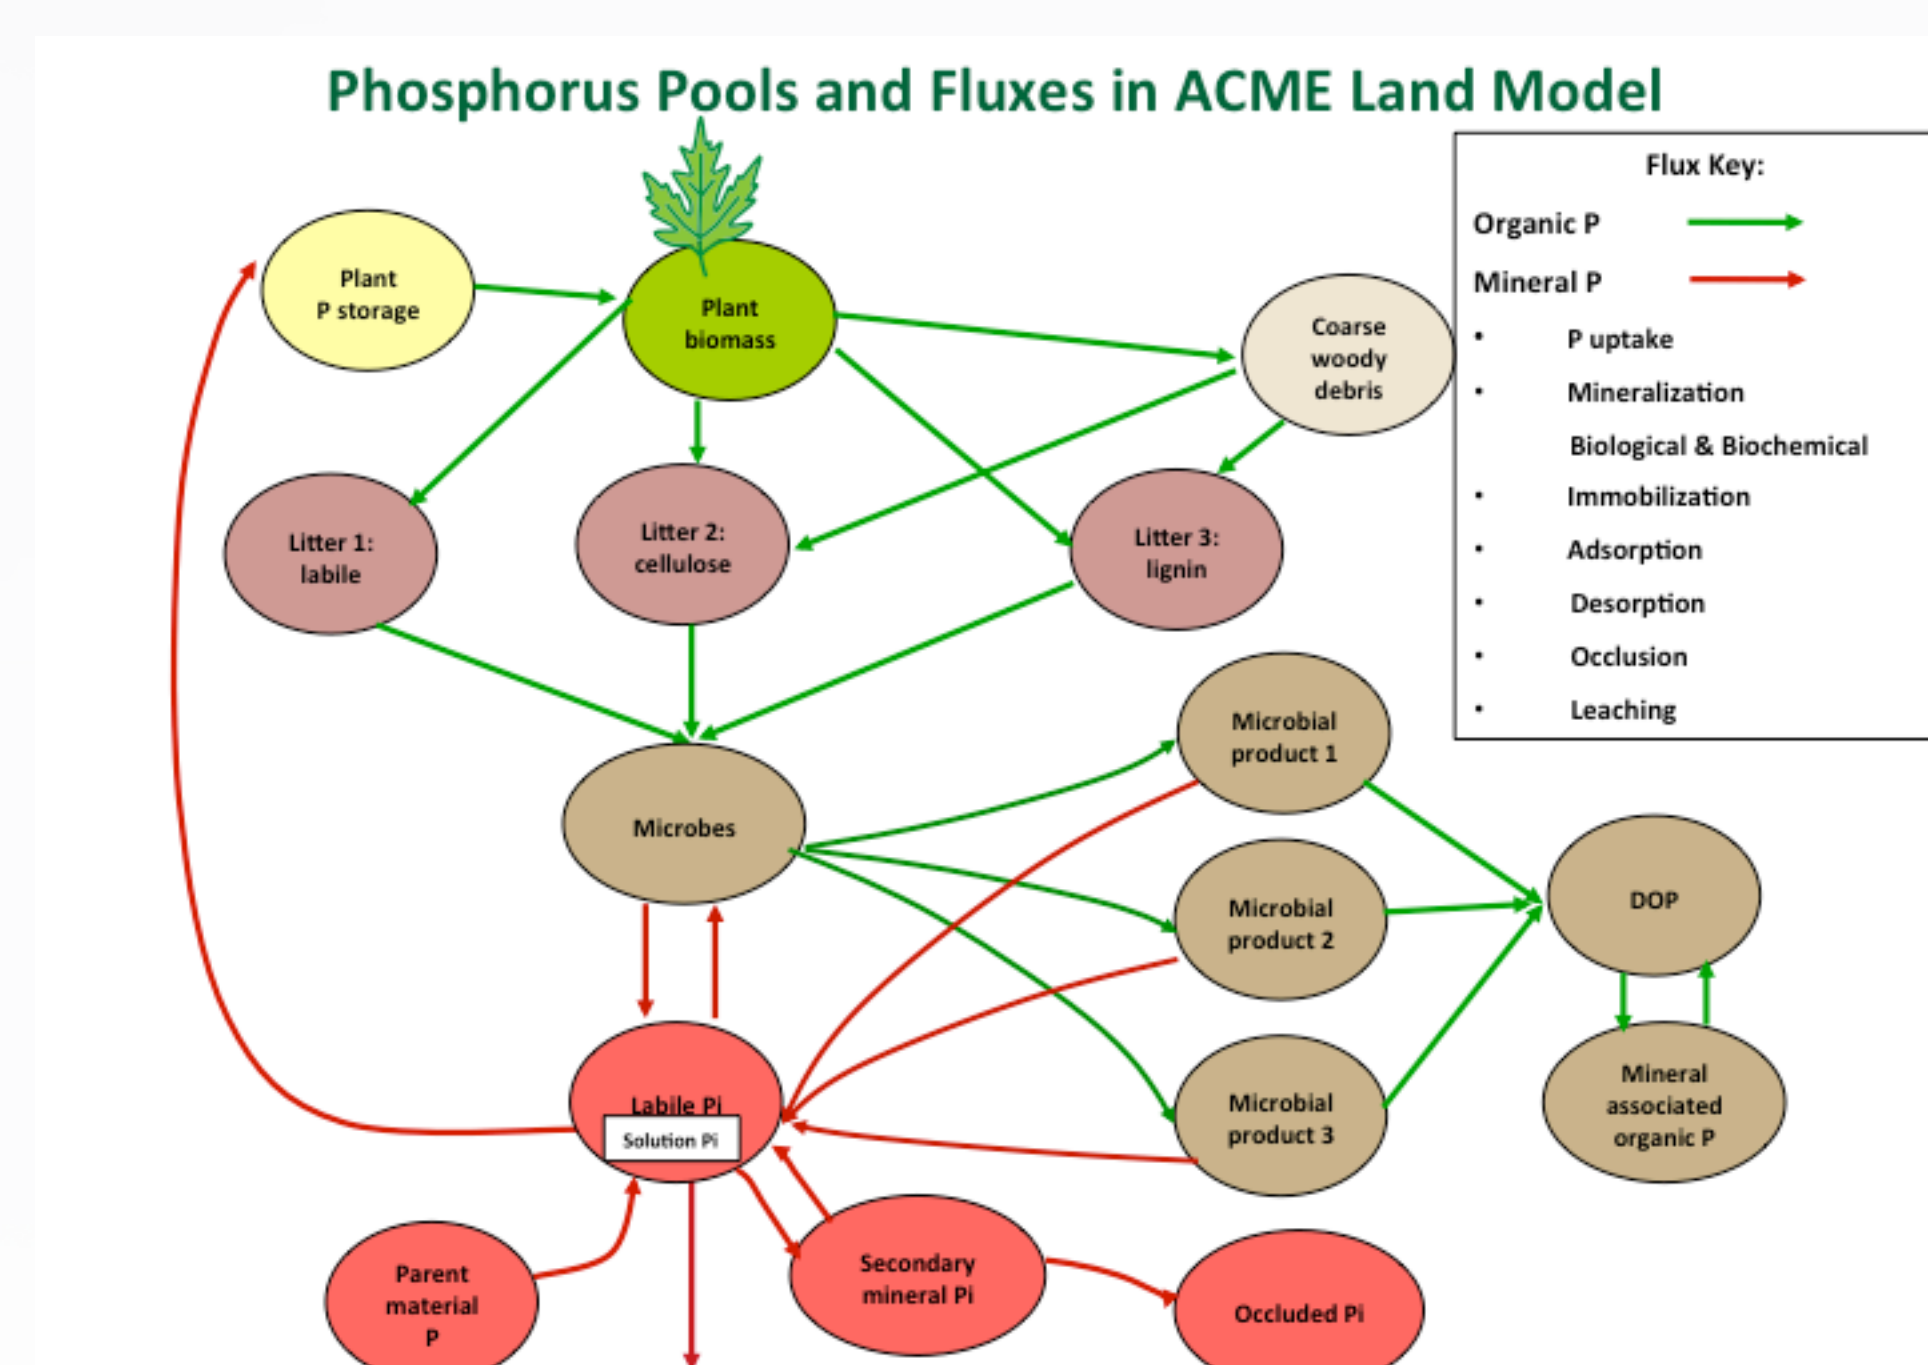 Phosphorus Pools and Fluxes in ACME Land Model
Flux Key:
Organic P
Mineral P
• P uptake
• Mineralization
Biological & Biochemical
• Immobilization
• Adsorption
• Desorption
• Occlusion
• Leaching
Plant
P storage
Plant
biomass
Coarse
woody
debris
Litter 1:
labile
Litter 2:
cellulose
Litter 3:
lignin
Microbes
Microbial
product 1
Microbial
product 2
Microbial
product 3
DOP
Mineral
associated
organic P
Labile Pi
Solution Pi
Parent
material
P
Secondary
mineral Pi
Occluded Pi